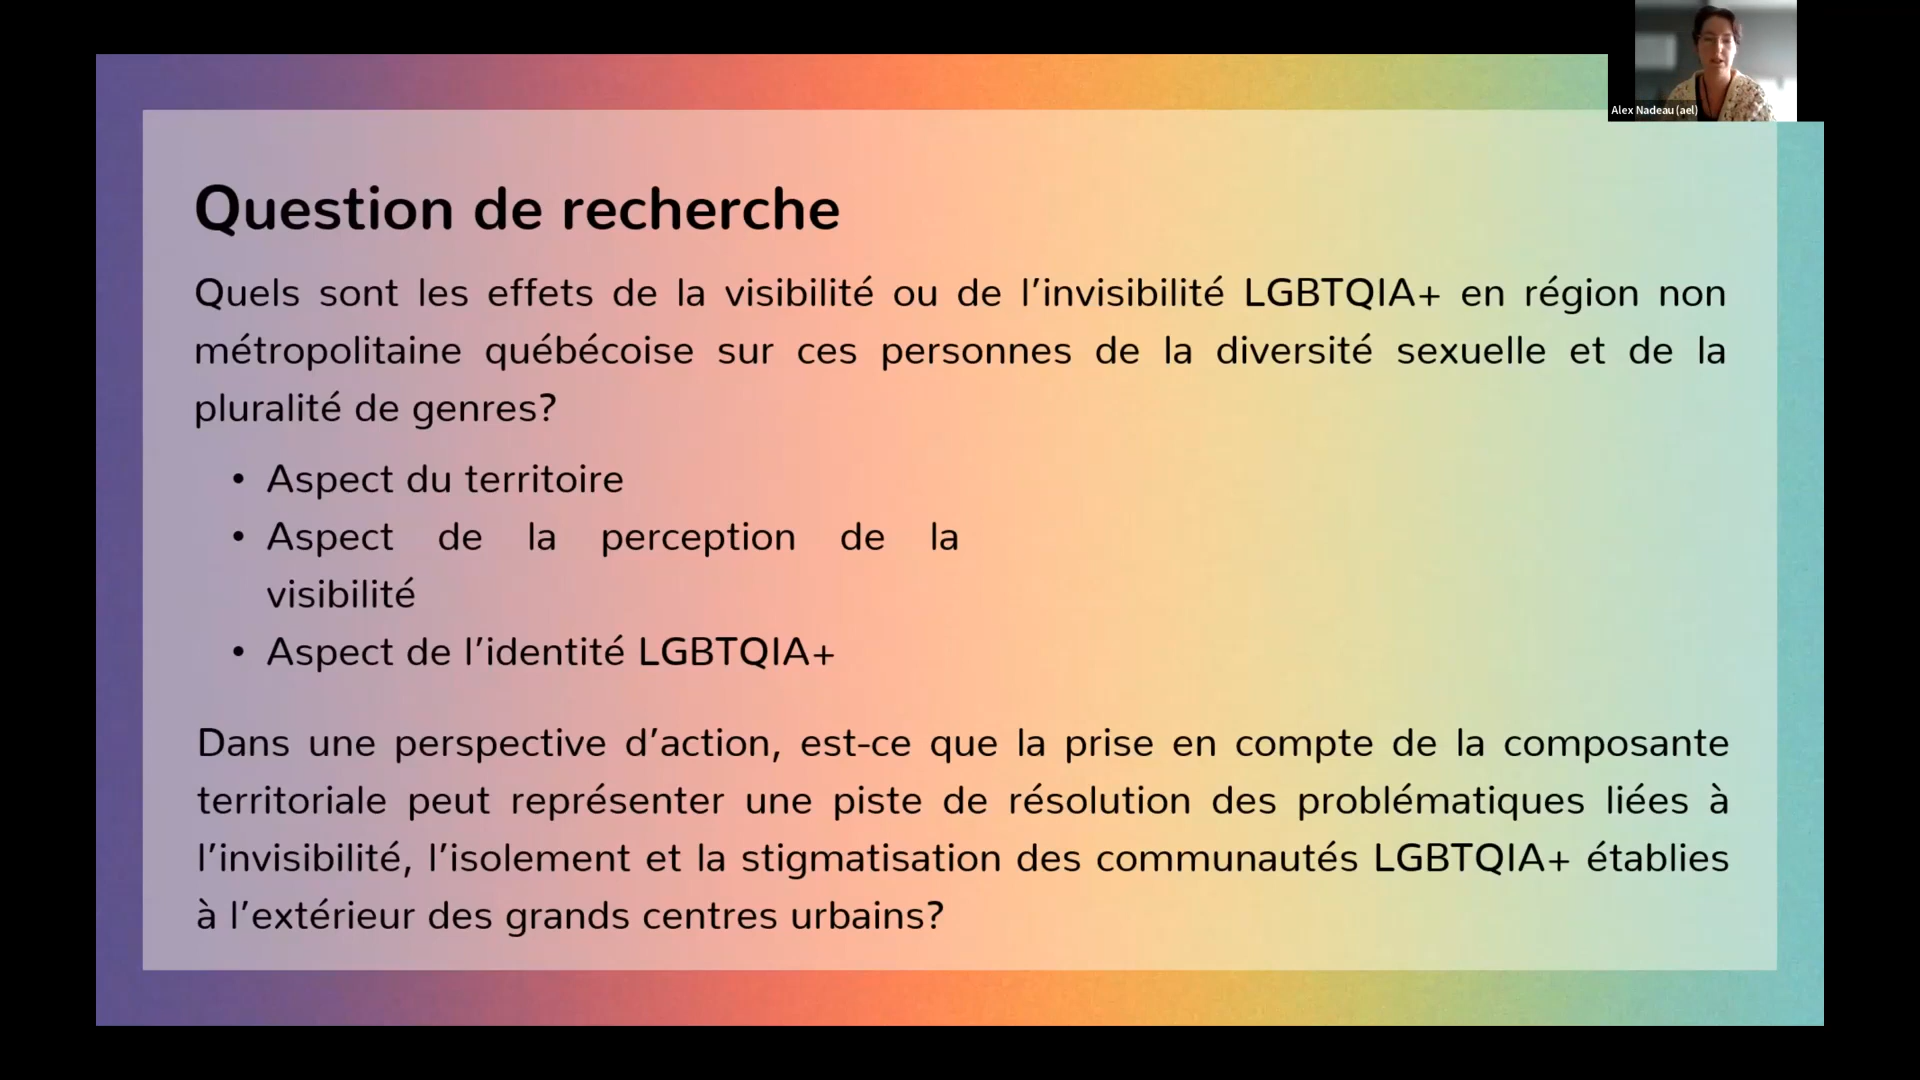 Alex Nadeau (ael)
Question de recherche
Quels sont les effets de la visibilité ou de l’invisibilité LGBTQIA+ en région non
métropolitaine québécoise sur ces personnes de la diversité sexuelle et de la
pluralité de genres?
• Aspect du territoire
• Aspect de la perception de la
visibilité
• Aspect de l’identité LGBTQIA+
Dans une perspective d’action, est-ce que la prise en compte de la composante
territoriale peut représenter une piste de résolution des problématiques liées à
l’invisibilité, l’isolement et la stigmatisation des communautés LGBTQIA+ établies
à l’extérieur des grands centres urbains?